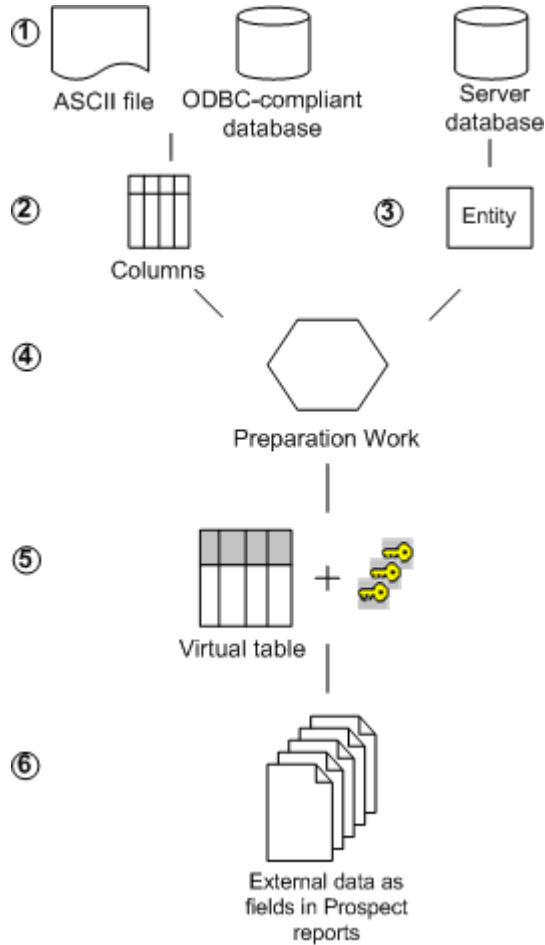 1
ASCII file
ODBC-compliant
database
Server
database
2
Columns
3
Entity
4
Preparation Work
5
+
Virtual table
6
External data as
fields in Prospect
reports